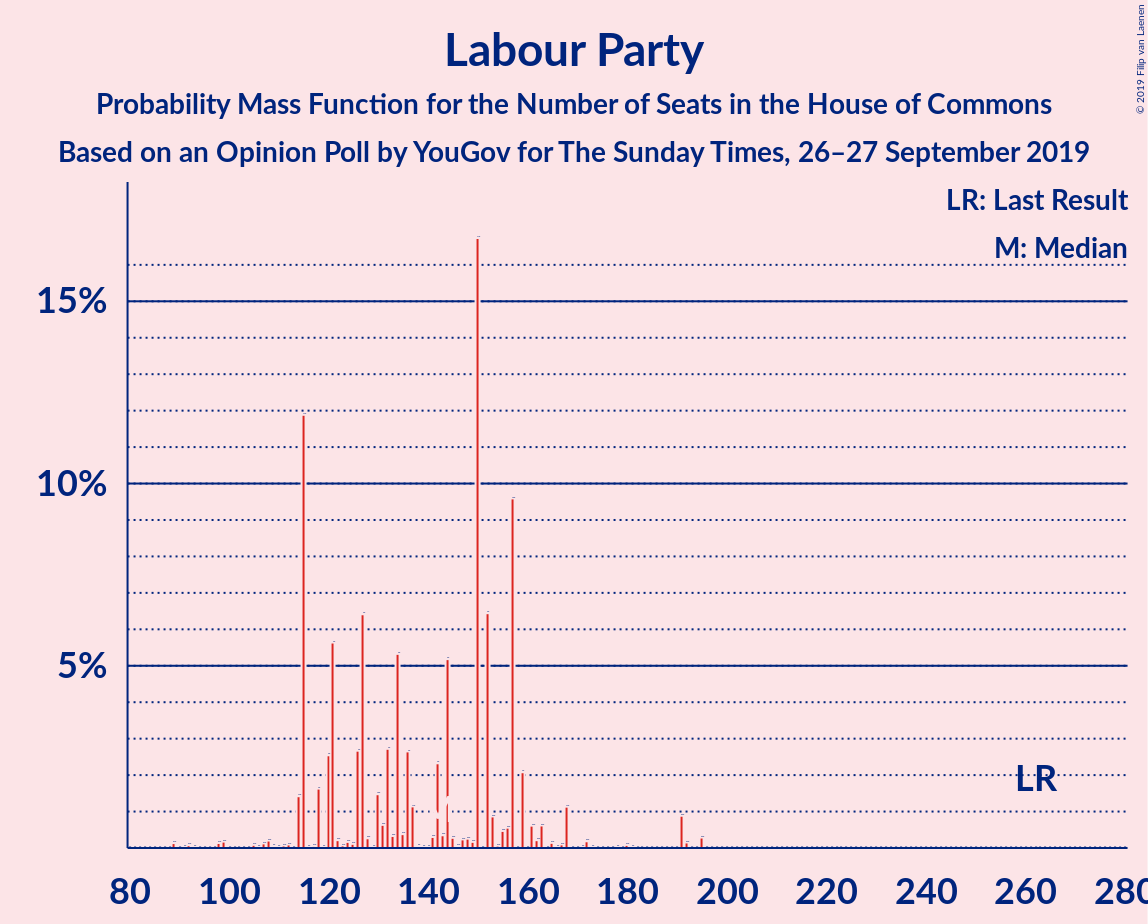 Labour Party
Probability Mass Function for the Number of Seats in the House of Commons
Based on an Opinion Poll by YouGov for The Sunday Times, 26–27 September 2019
© 2019 Filip van Laenen
LR: Last Result
M: Median
15%
10%
5%
LR
80 100 120 140 160 180 200 220 240 260 280